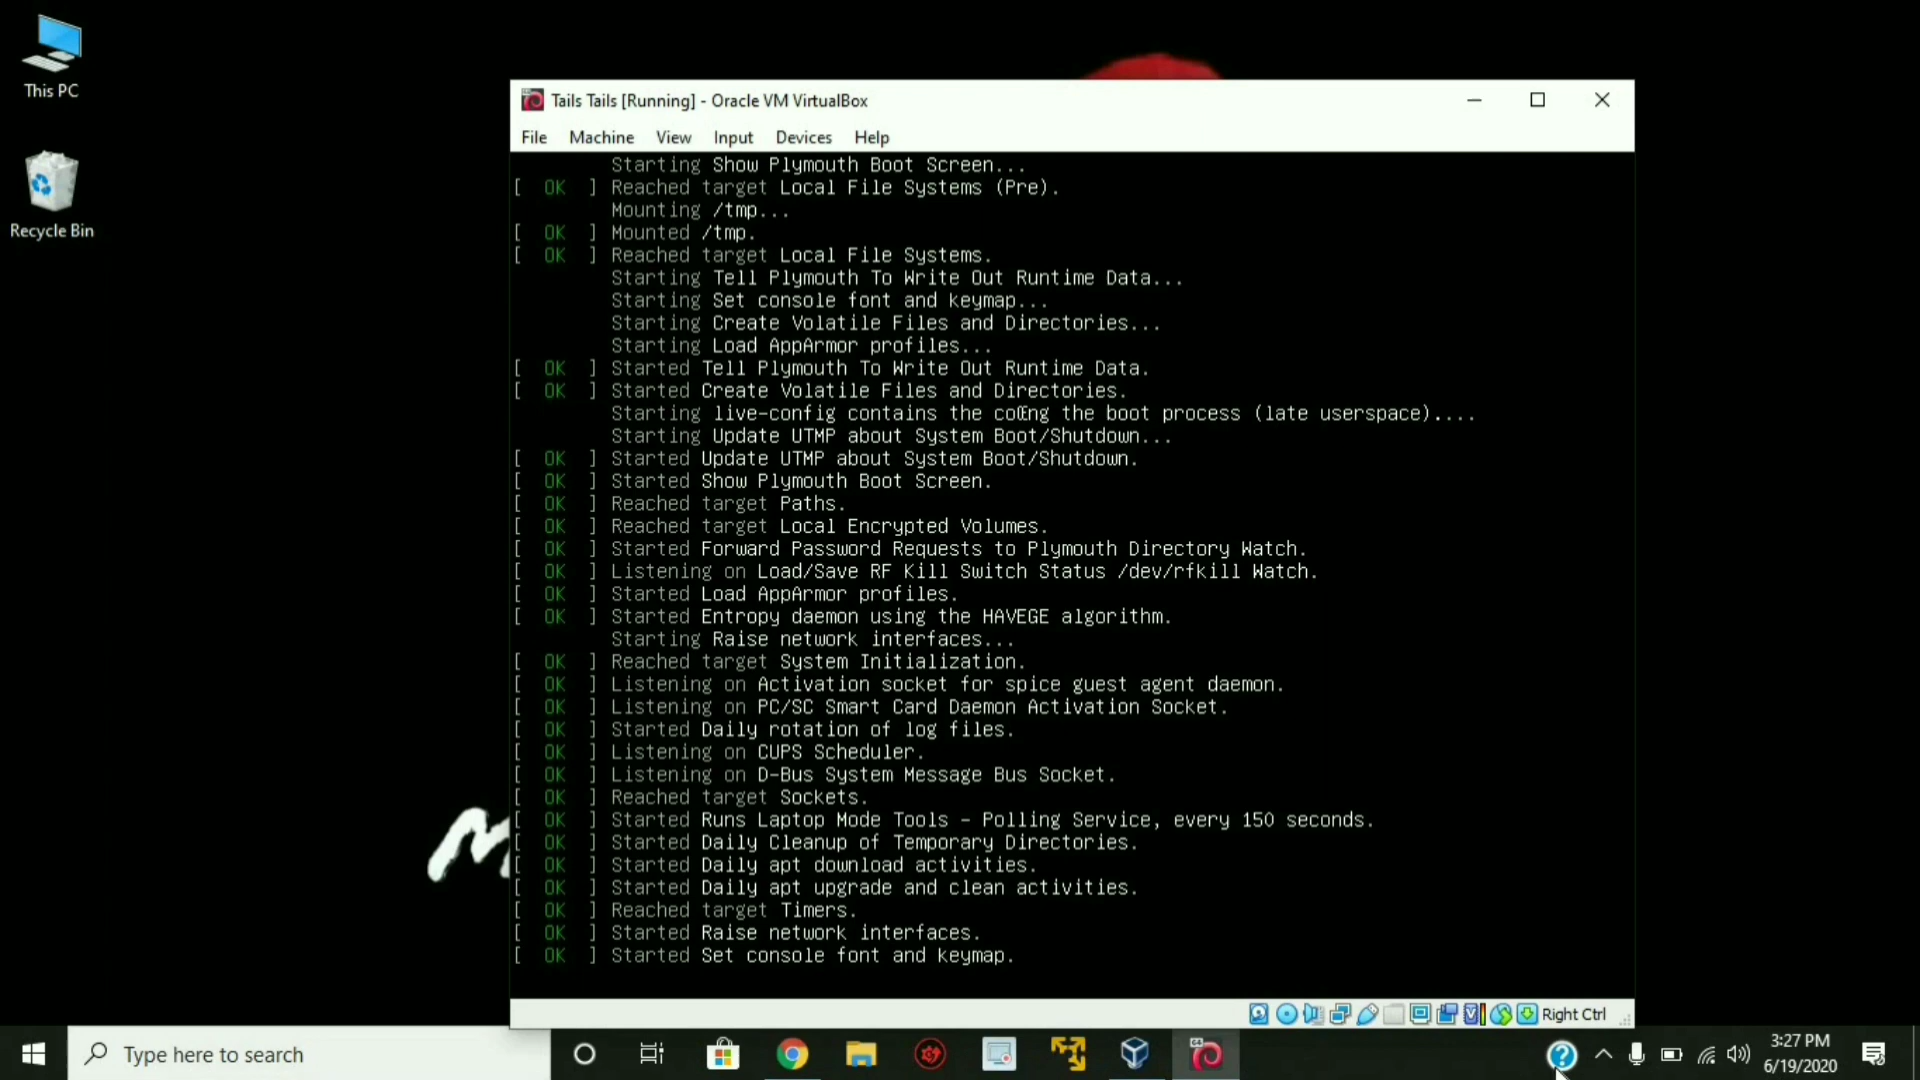 This PC
Recycle Bin
Tails Tails [Running] - Oracle VM VirtualBox
File Machine View Input Devices Help
Starting Show Plymouth Boot Screen...
[ OK ] Reached target Local File Systems (Pre).
Mounting /tmp...
[ OK ] Mounted /tmp.
[ OK ] Reached target Local File Systems.
Starting Tell Plymouth To Write Out Runtime Data...
Starting Set console font and keymap...
Starting Create Volatile Files and Directories...
Starting Load AppArmor profiles...
[ OK ] Started Tell Plymouth To Write Out Runtime Data.
[ OK ] Started Create Volatile Files and Directories.
Starting live-config contains the the boot process (late userspace)....
Starting Update UTMP about System Boot/Shutdown...
[ OK ] Started Update UTMP about System Boot/Shutdown.
[ OK ] Started Show Plymouth Boot Screen.
[ OK ] Reached target Paths.
[ OK ] Reached target Local Encrypted Volumes.
[ OK ] Started Forward Password Requests to Plymouth Directory Watch.
[ OK ] Listening on Load/Save RF Kill Switch Status /dev/rfkill Watch.
[ OK ] Started Load AppArmor profiles.
[ OK ] Started Entropy daemon using the HAVEGE algorithm.
Starting Raise network interfaces...
[ OK ] Reached target System Initialization.
[ OK ] Listening on Activation socket for spice guest agent daemon.
[ OK ] Listening on PC/SC Smart Card Daemon Activation Socket.
[ OK ] Started Daily rotation of log files.
[ OK ] Listening on CUPS Scheduler.
[ OK ] Listening on D-Bus System Message Bus Socket.
[ OK ] Reached target Sockets.
[ OK ] Started Runs Laptop Mode Tools - Polling Service, every 150 seconds.
[ OK ] Started Daily Cleanup of Temporary Directories.
[ OK ] Started Daily apt download activities.
[ OK ] Started Daily apt upgrade and clean activities.
[ OK ] Reached target Timers.
[ OK ] Started Raise network interfaces.
[ OK ] Started Set console font and keymap.
Right Ctrl
Type here to search
3:27 PM
6/19/2020